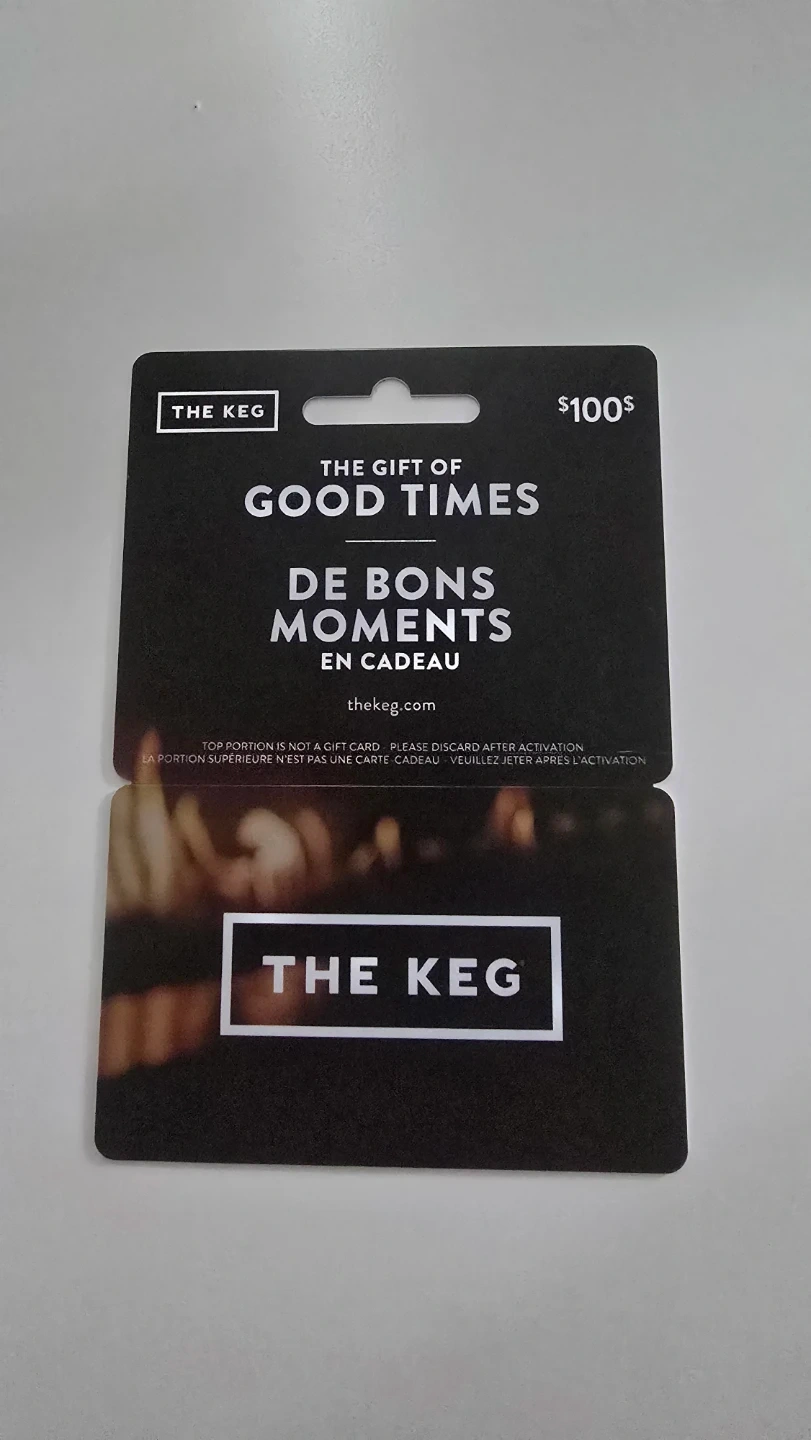 THE KEG
$100$
THE GIFT OF
GOOD TIMES
DE BONS
MOMENTS
EN CADEAU
thekeg.com
TOP PORTION IS NOT A GIFT CARD · PLEASE DISCARD AFTER ACTIVATION
LA PORTION SUPÉRIEURE N'EST PAS UNE CARTE-CADEAU · VEUILLEZ JETER APRÈS L'ACTIVATION
THE KEG